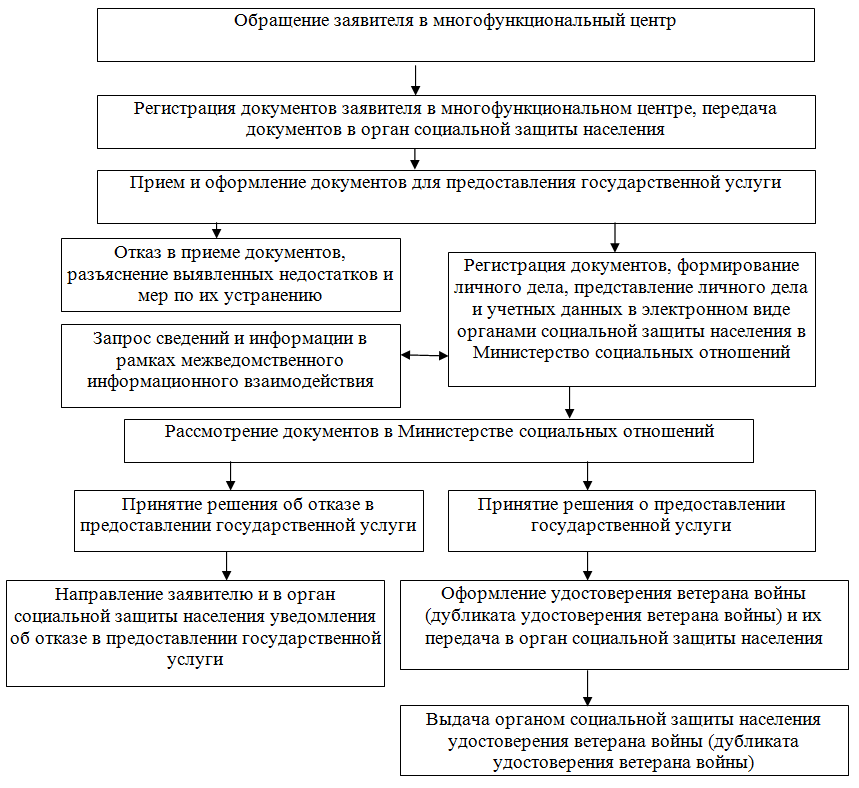 Обращение заявителя в многофункциональный центр
Регистрация документов заявителя в многофункциональном центре, передача
документов в орган социальной защиты населения
Прием и оформление документов для предоставления государственной услуги
Отказ в приеме документов,
разъяснение выявленных недостатков и
мер по их устранению
Регистрация документов, формирование
личного дела, представление личного дела
и учетных данных в электронном виде
органами социальной защиты населения в
Министерство социальных отношений
Запрос сведений и информации в
рамках межведомственного
информационного взаимодействия
Рассмотрение документов в Министерстве социальных отношений
Принятие решения об отказе в
предоставлении государственной услуги
Принятие решения о предоставлении
государственной услуги
Направление заявителю и в орган
социальной защиты населения уведомления
об отказе в предоставлении государственной
услуги
Оформление удостоверения ветерана войны
(дубликата удостоверения ветерана войны) и их
передача в орган социальной защиты населения
Выдача органом социальной защиты населения
удостоверения ветерана войны (дубликата
удостоверения ветерана войны)